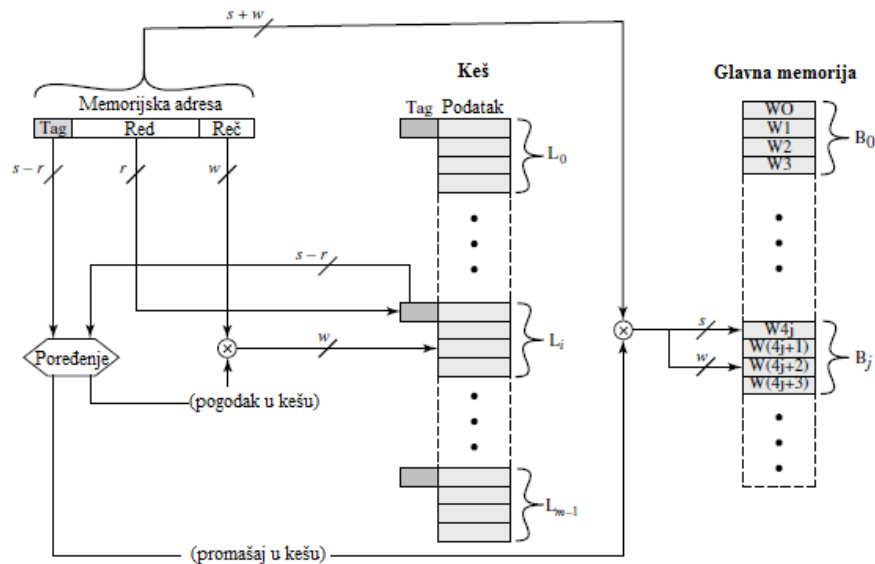 s + w
Keš
Glavna memorija
Memorijska adresa
Tag Podatak
Tag Red Reč
WO
W1
W2
W3
B0
L0
s – r
r
w
s – r
Poređenje
w
Li
s
w
W4j
W(4j+1)
W(4j+2)
W(4j+3)
Bj
(pogodak u kešu)
Lm–1
(promašaj u kešu)